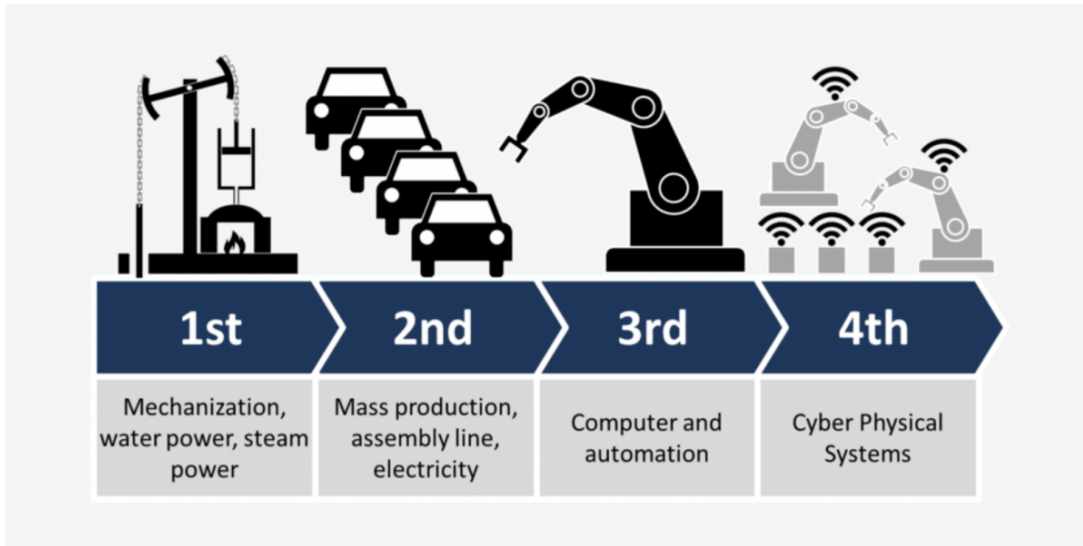 1st
2nd
3rd
4th
Mechanization,
water power, steam
power
Mass production,
assembly line,
electricity
Computer and
automation
Cyber Physical
Systems